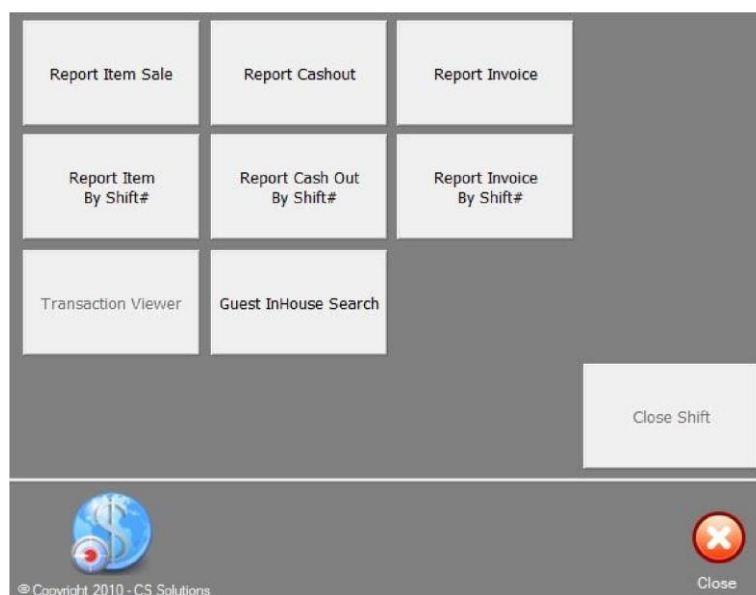 Report Item Sale
Report Cashout
Report Invoice
Report Item
By Shift#
Report Cash Out
By Shift#
Report Invoice
By Shift#
Transaction Viewer
Guest InHouse Search
Close Shift
© Copyright 2010 - CS Solutions
Close